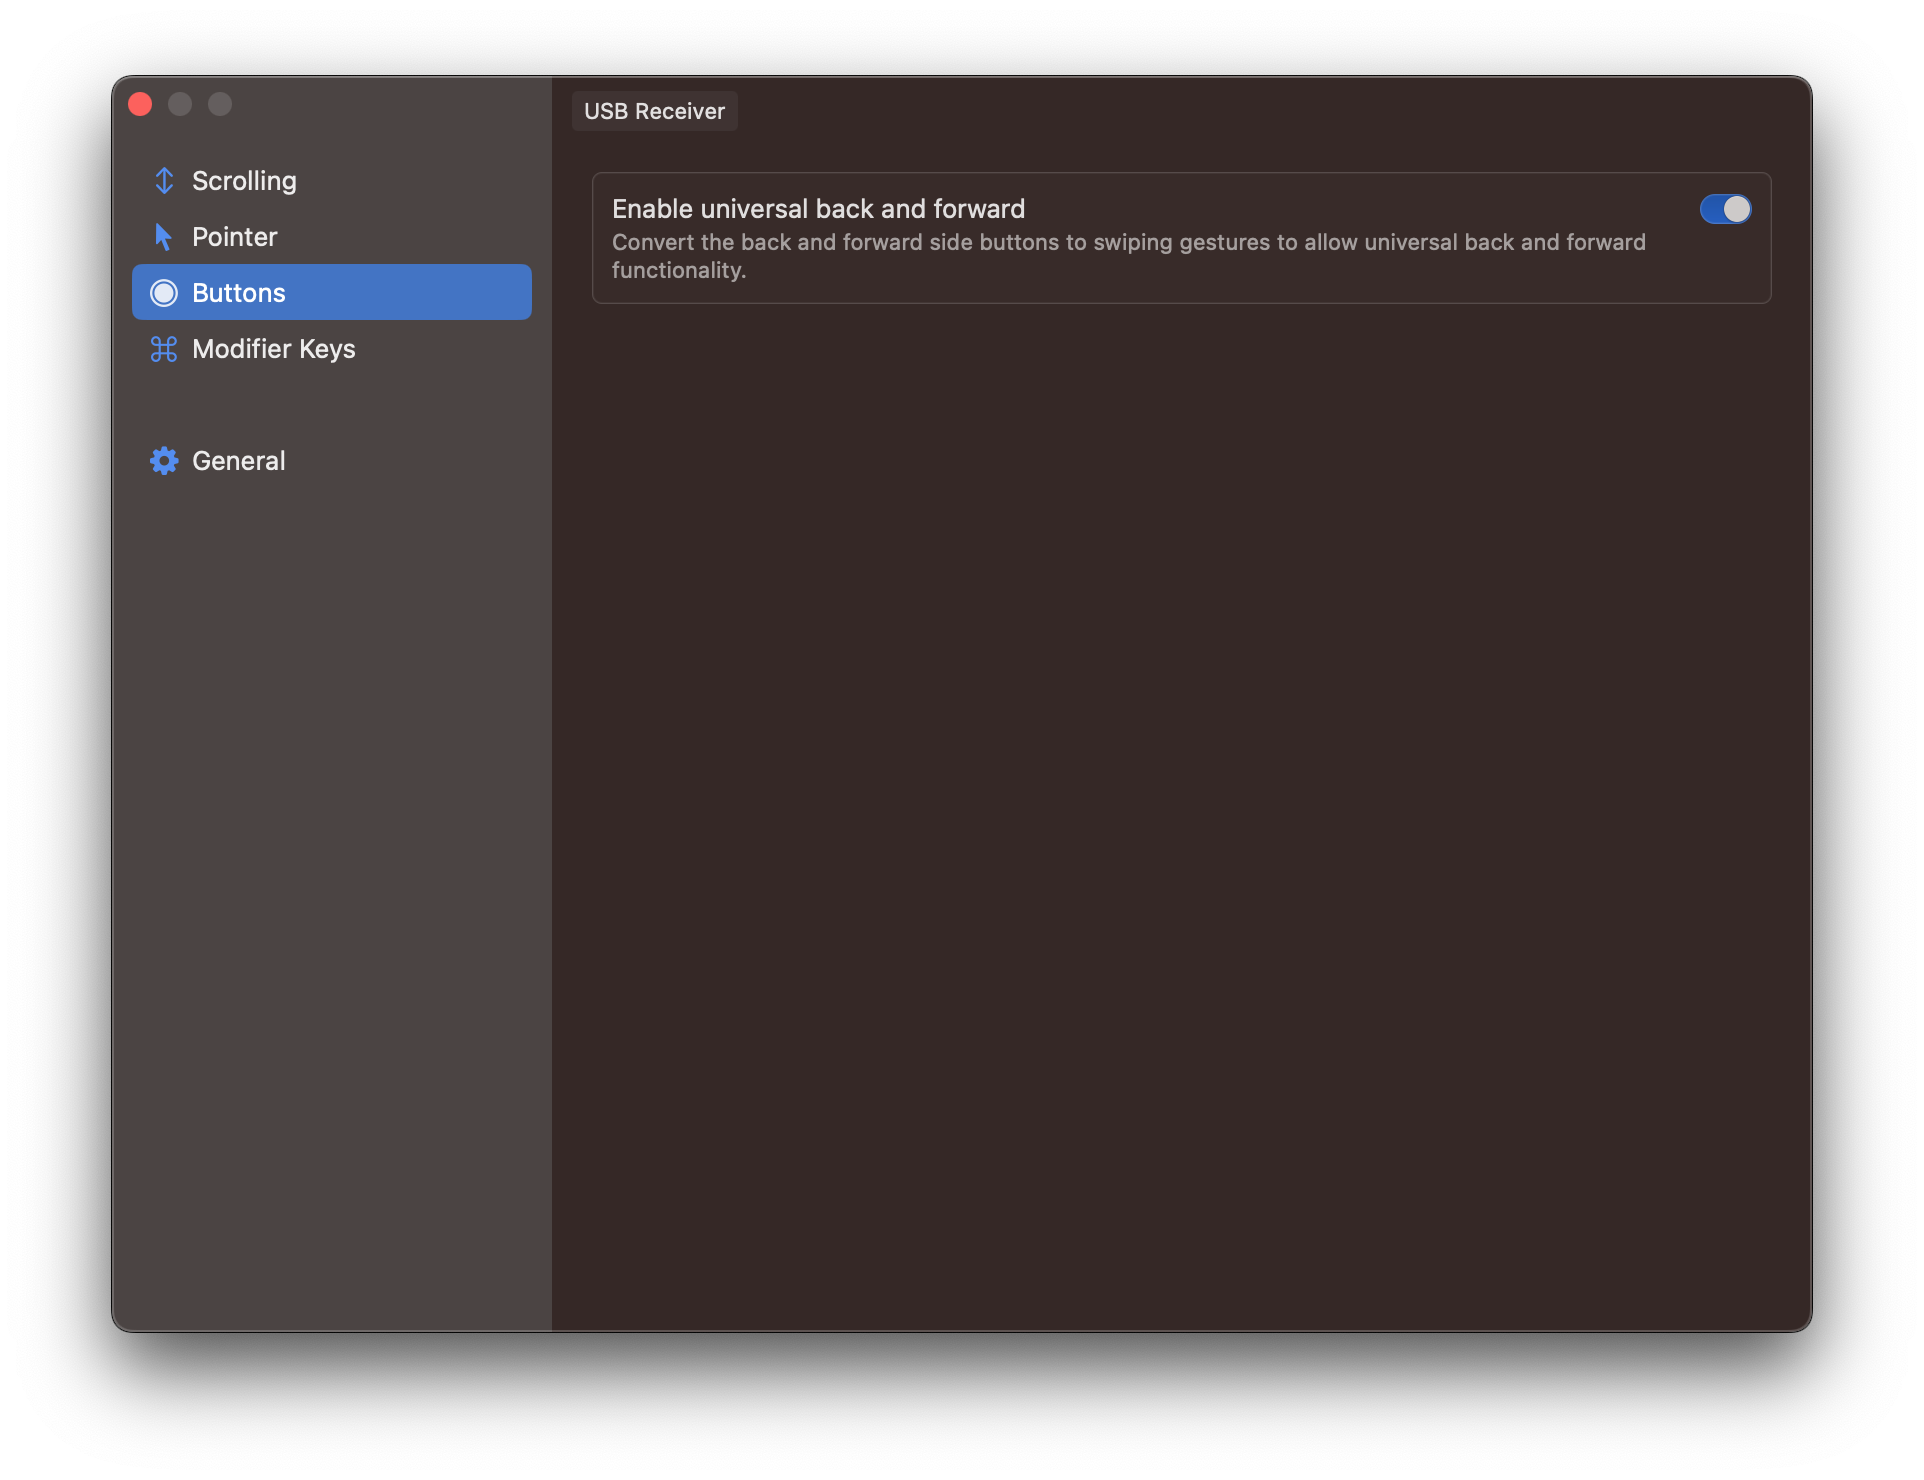 USB Receiver
Scrolling
Pointer
Buttons
Modifier Keys
General
Enable universal back and forward
Convert the back and forward side buttons to swiping gestures to allow universal back and forward
functionality.